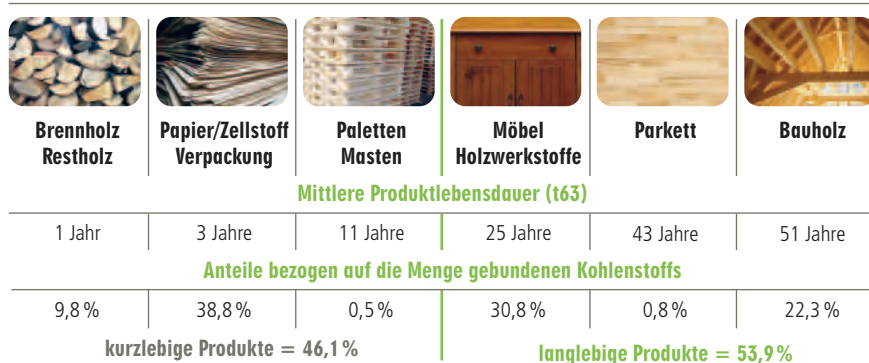 Brennholz Restholz
Papier/Zellstoff Verpackung
Paletten Masten
Möbel Holzwerkstoffe
Parkett
Bauholz
Mittlere Produktlebensdauer (t63)
1 Jahr 3 Jahre 11 Jahre 25 Jahre 43 Jahre 51 Jahre
Anteile bezogen auf die Menge gebundenen Kohlenstoffs
9,8 % 38,8 % 0,5 % 30,8 % 0,8 % 22,3 %
kurzlebige Produkte = 46,1 % langlebige Produkte = 53,9 %